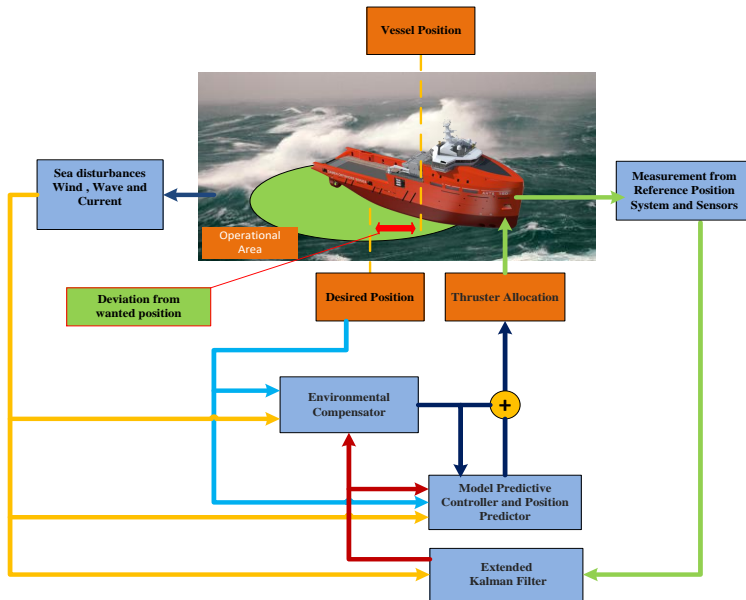 Vessel Position
Sea disturbances
Wind , Wave and
Current
Measurement from
Reference Position
System and Sensors
Operational
Area
Deviation from
wanted position
Desired Position
Thruster Allocation
Environmental
Compensator
+
Model Predictive
Controller and Position
Predictor
Extended
Kalman Filter